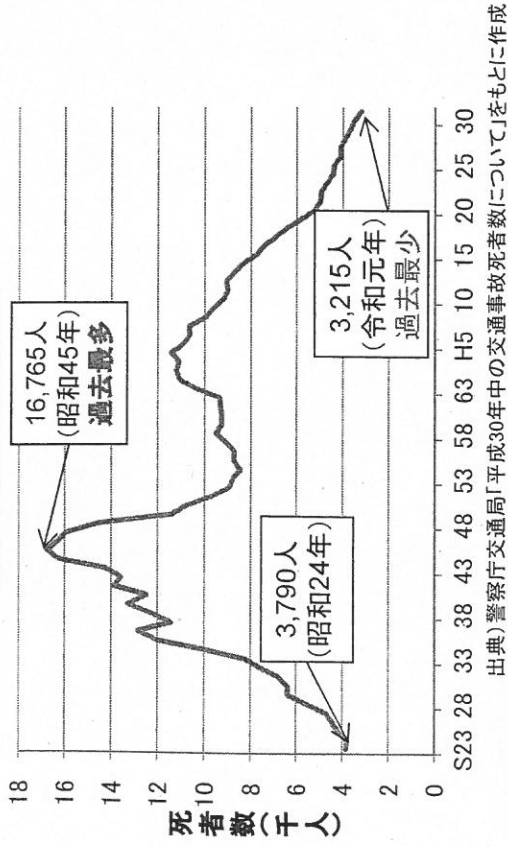 死者数(千人)
18
16
14
12
10
8
6
4
2
0
16,765人
(昭和45年)
過去最多
3,790人
(昭和24年)
3,215人
(令和元年)
過去最少
S23 28 33 38 43 48 53 58 63 H5 10 15 20 25 30
出典)警察庁交通局「平成30年中の交通事故死者数について」をもとに作成